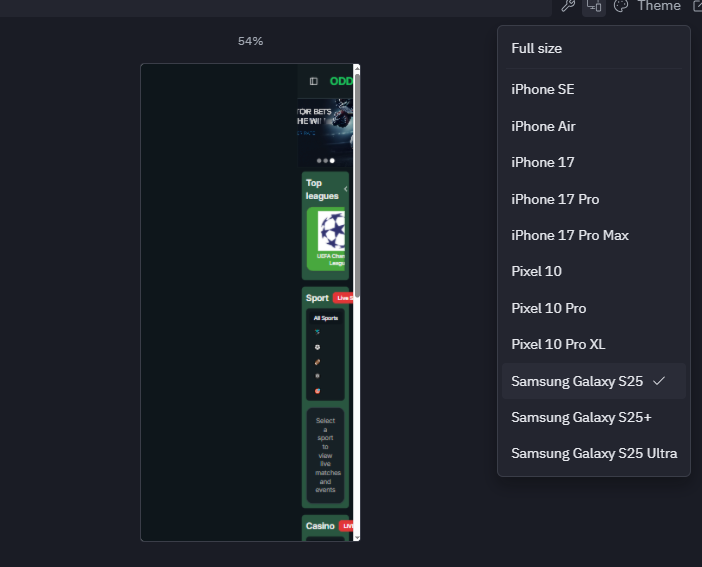 Theme
54%
Full size
iPhone SE
iPhone Air
iPhone 17
iPhone 17 Pro
iPhone 17 Pro Max
Pixel 10
Pixel 10 Pro
Pixel 10 Pro XL
Samsung Galaxy S25
Samsung Galaxy S25+
Samsung Galaxy S25 Ultra
ODD
TOR BETS
HE WI
Top
leagues
UEFA Cham
Leagu
Sport
Live S
All Sports
Select
a
sport
to
view
live
matches
and
events
Casino
LIV